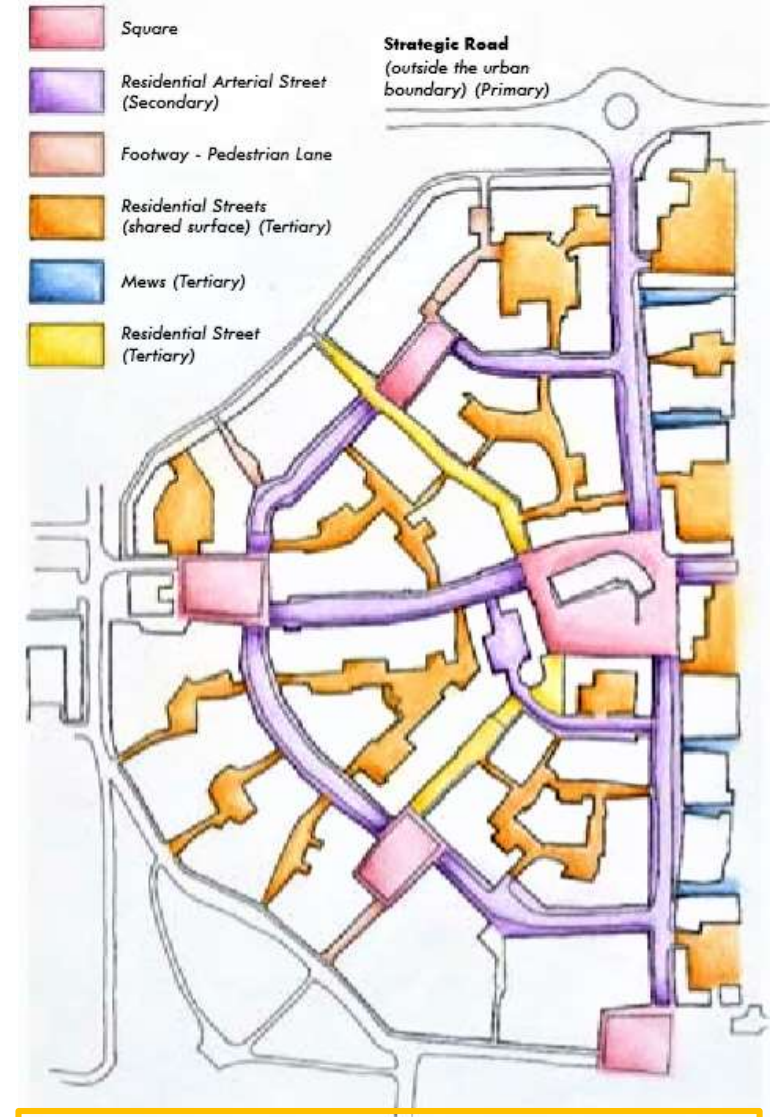 Square
Strategic Road
(outside the urban
boundary) (Primary)
Residential Arterial Street
(Secondary)
Footway - Pedestrian Lane
Residential Streets
(shared surface) (Tertiary)
Mews (Tertiary)
Residential Street
(Tertiary)